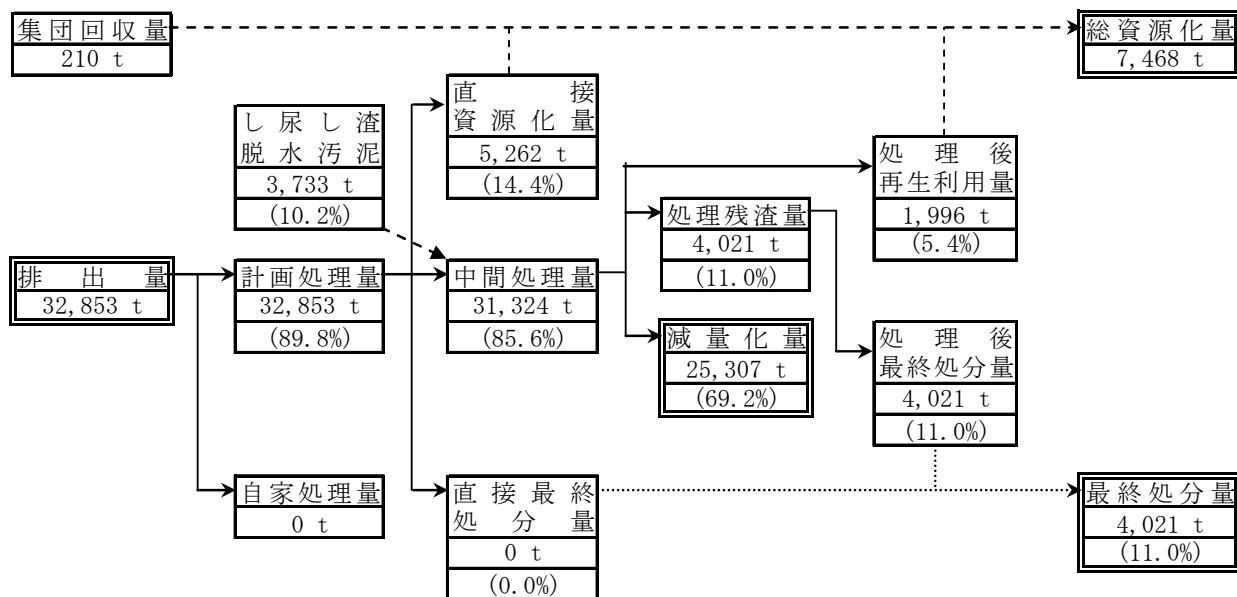 集団回収量
210 t
総資源化量
7,468 t
直接
資源化量
5,262 t
(14.4%)
し尿し渣
脱水汚泥
3,733 t
(10.2%)
処理後
再生利用量
1,996 t
(5.4%)
処理残渣量
4,021 t
(11.0%)
排出量
32,853 t
計画処理量
32,853 t
(89.8%)
中間処理量
31,324 t
(85.6%)
減量化量
25,307 t
(69.2%)
処理後
最終処分量
4,021 t
(11.0%)
自家処理量
0 t
直接最終
処分量
0 t
(0.0%)
最終処分量
4,021 t
(11.0%)